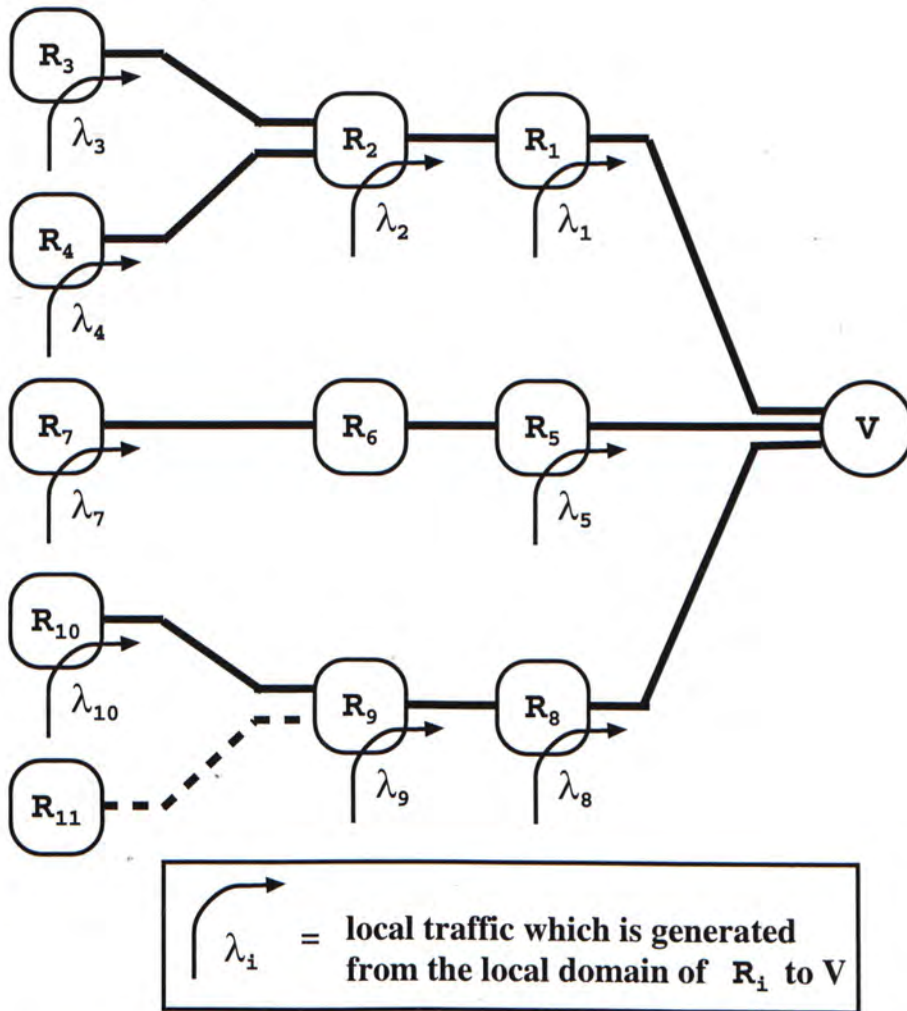 R₃
λ₃
R₂
R₁
λ₂
λ₁
R₄
λ₄
R₇
R₆
R₅
V
λ₇
λ₅
R₁₀
λ₁₀
R₉
R₈
λ₉
λ₈
R₁₁
λᵢ = local traffic which is generated
from the local domain of Rᵢ to V